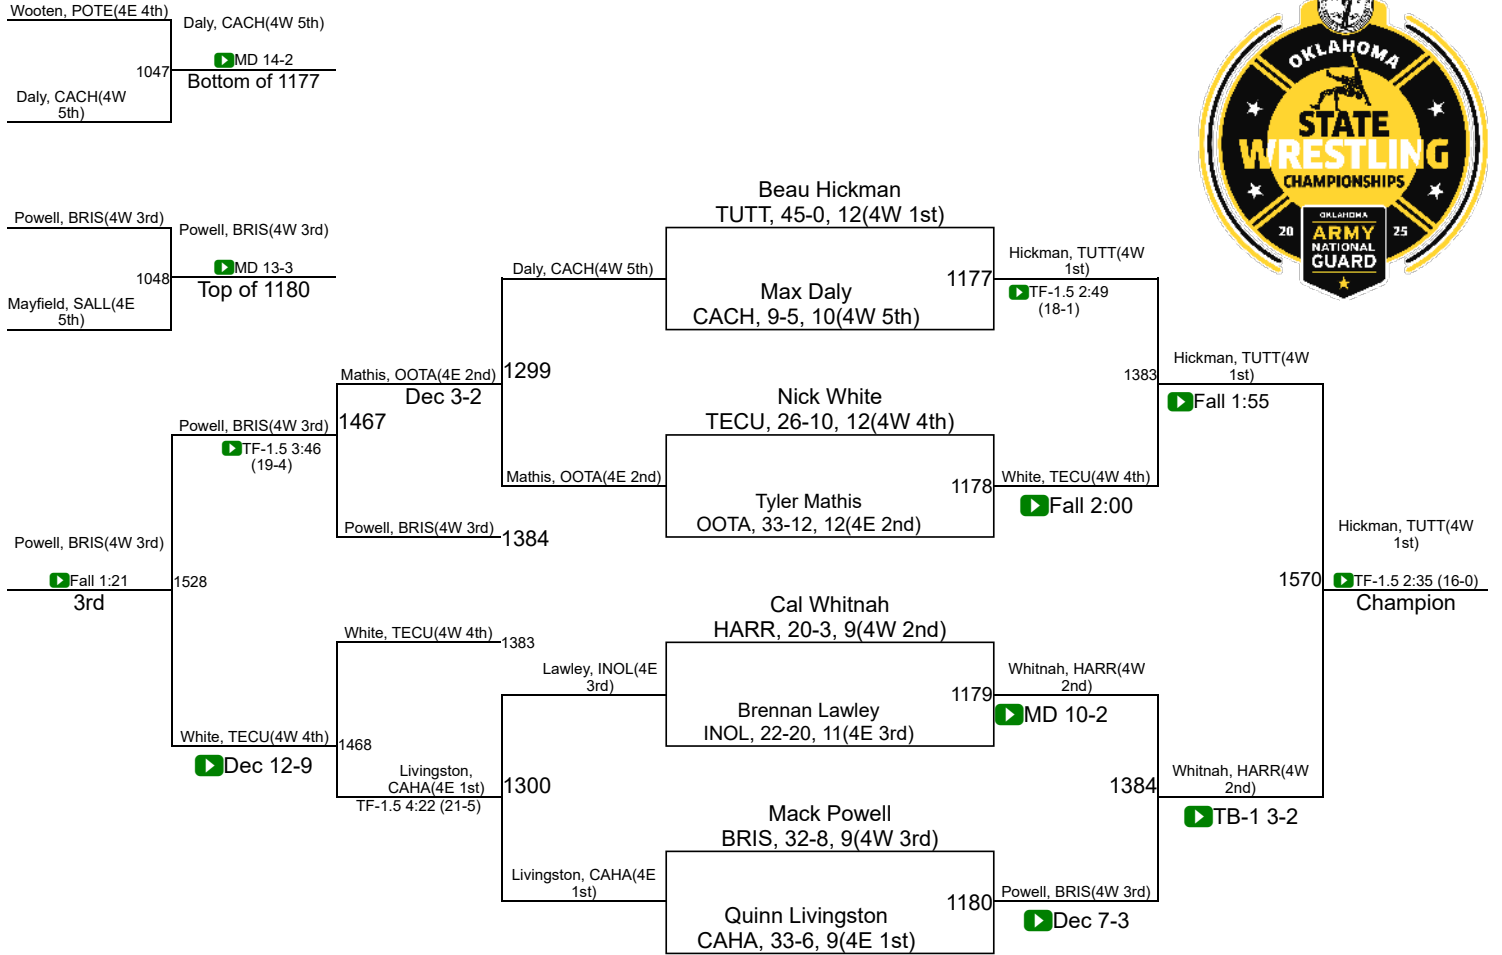 Wooten, POTE(4E 4th)
Daly, CACH(4W 5th)
MD 14-2
1047
Bottom of 1177
Daly, CACH(4W
5th)
Powell, BRIS(4W 3rd)
Powell, BRIS(4W 3rd)
MD 13-3
1048
Top of 1180
Mayfield, SALL(4E
5th)
OKLAHOMA
STATE
WRESTLING
CHAMPIONSHIPS
OKLAHOMA
20 ARMY 25
NATIONAL
GUARD
Beau Hickman
TUTT, 45-0, 12(4W 1st)
Daly, CACH(4W 5th)
1177
Max Daly
CACH, 9-5, 10(4W 5th)
Hickman, TUTT(4W
1st)
TF-1.5 2:49
(18-1)
Mathis, OOTA(4E 2nd)
1299
Dec 3-2
Nick White
TECU, 26-10, 12(4W 4th)
1383
Hickman, TUTT(4W
1st)
Fall 1:55
Powell, BRIS(4W 3rd)
1467
TF-1.5 3:46
(19-4)
Mathis, OOTA(4E 2nd)
1178
White, TECU(4W 4th)
Tyler Mathis
OOTA, 33-12, 12(4E 2nd)
Fall 2:00
Powell, BRIS(4W 3rd)
1384
Powell, BRIS(4W 3rd)
Fall 1:21
1528
3rd
Hickman, TUTT(4W
1st)
1570
TF-1.5 2:35 (16-0)
Champion
Cal Whitnah
HARR, 20-3, 9(4W 2nd)
White, TECU(4W 4th)
1383
Lawley, INOL(4E
3rd)
1179
Brennan Lawley
INOL, 22-20, 11(4E 3rd)
Whitnah, HARR(4W
2nd)
MD 10-2
White, TECU(4W 4th)
1468
Dec 12-9
Livingston,
CAHA(4E 1st)
TF-1.5 4:22 (21-5)
1300
Mack Powell
BRIS, 32-8, 9(4W 3rd)
1384
Whitnah, HARR(4W
2nd)
TB-1 3-2
Livingston, CAHA(4E
1st)
1180
Powell, BRIS(4W 3rd)
Quinn Livingston
CAHA, 33-6, 9(4E 1st)
Dec 7-3